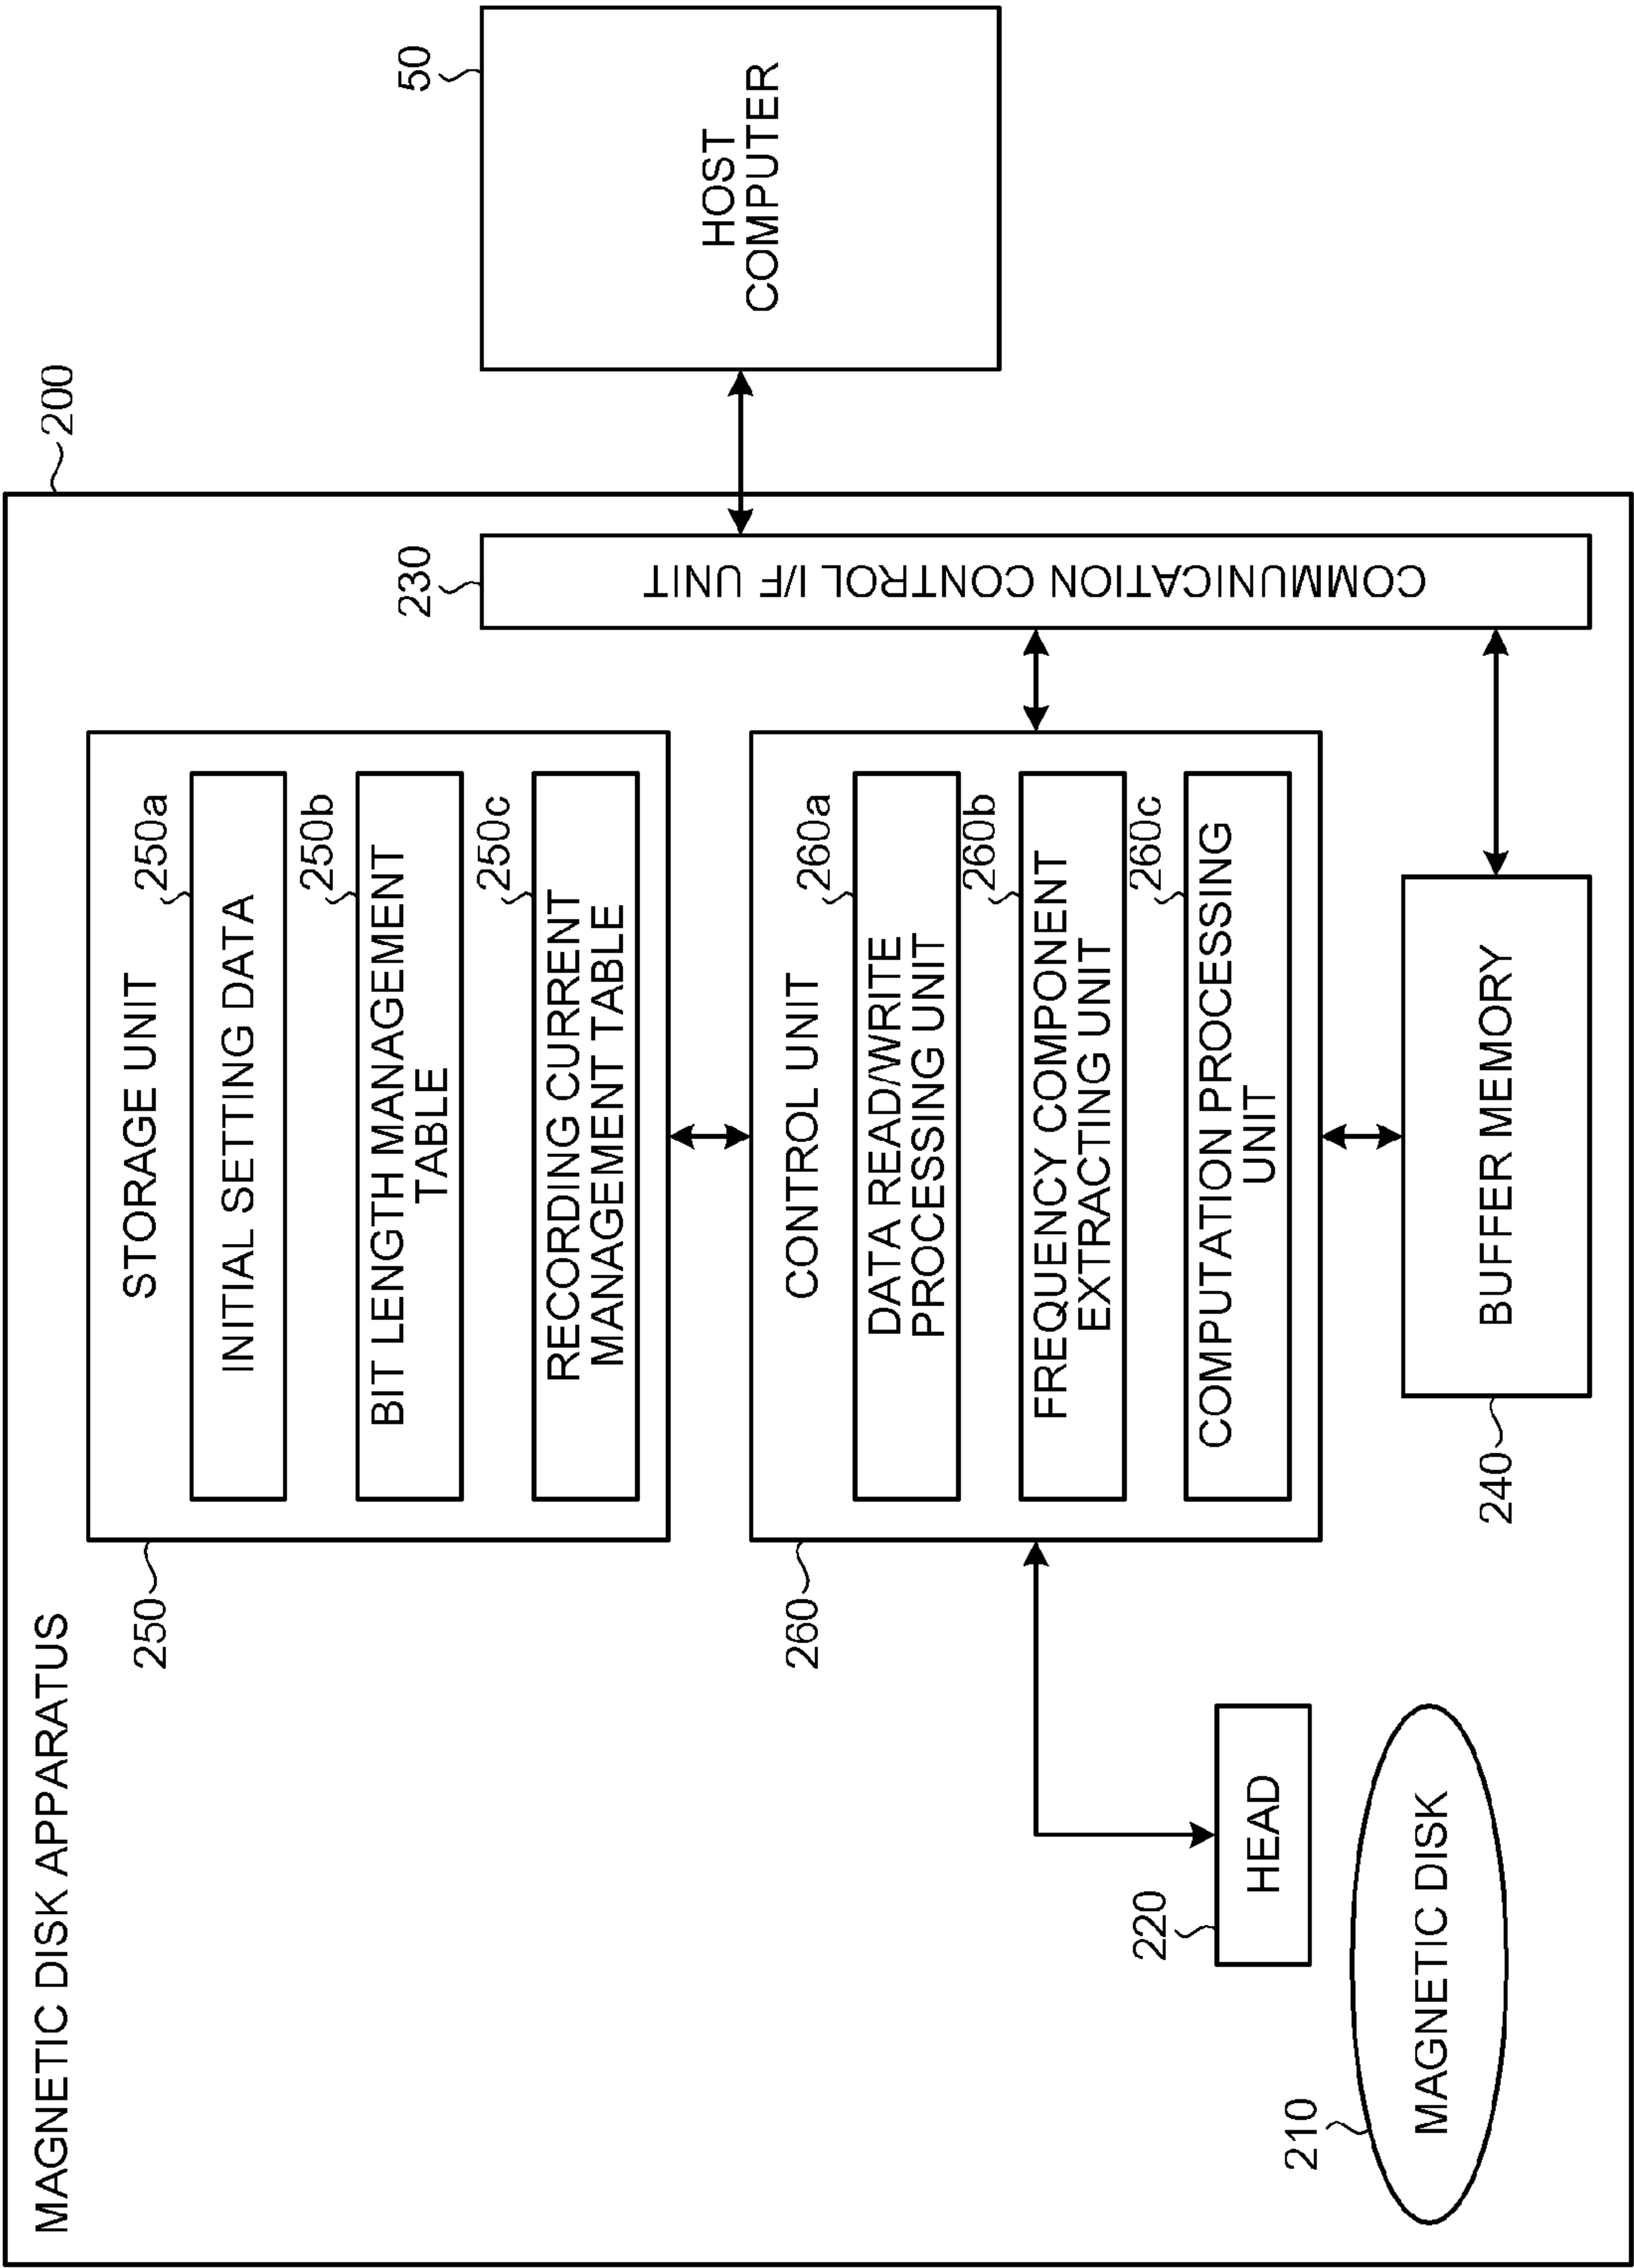 MAGNETIC DISK APPARATUS
200
50
HOST
COMPUTER
230
COMMUNICATION CONTROL I/F UNIT
250
STORAGE UNIT
250a
INITIAL SETTING DATA
250b
BIT LENGTH MANAGEMENT
TABLE
250c
RECORDING CURRENT
MANAGEMENT TABLE
260
CONTROL UNIT
260a
DATA READ/WRITE
PROCESSING UNIT
260b
FREQUENCY COMPONENT
EXTRACTING UNIT
260c
COMPUTATION PROCESSING
UNIT
220
HEAD
210
MAGNETIC DISK
240
BUFFER MEMORY